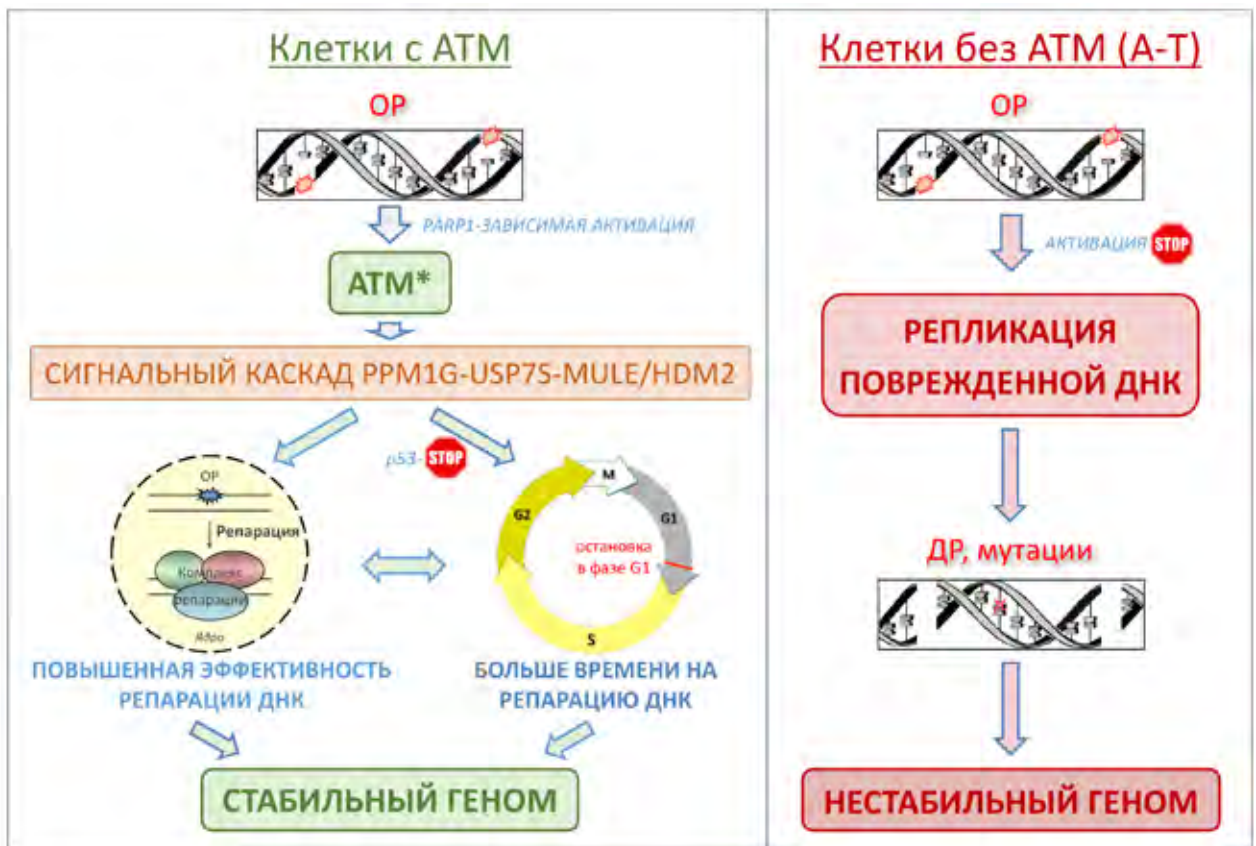 Клетки с АТМ
ОР
PARP1-ЗАВИСИМАЯ АКТИВАЦИЯ
АТМ*
СИГНАЛЬНЫЙ КАСКАД PPM1G-USP7S-MULE/HDM2
p53-STOP
ОР
Репарация
Комплекс
репарации
Ядро
M
G1
G2
S
остановка
в фазе G1
ПОВЫШЕННАЯ ЭФФЕКТИВНОСТЬ
РЕПАРАЦИИ ДНК
БОЛЬШЕ ВРЕМЕНИ НА
РЕПАРАЦИЮ ДНК
СТАБИЛЬНЫЙ ГЕНОМ
Клетки без АТМ (А-Т)
ОР
АКТИВАЦИЯ STOP
РЕПЛИКАЦИЯ
ПОВРЕЖДЕННОЙ ДНК
ДР, мутации
НЕСТАБИЛЬНЫЙ ГЕНОМ